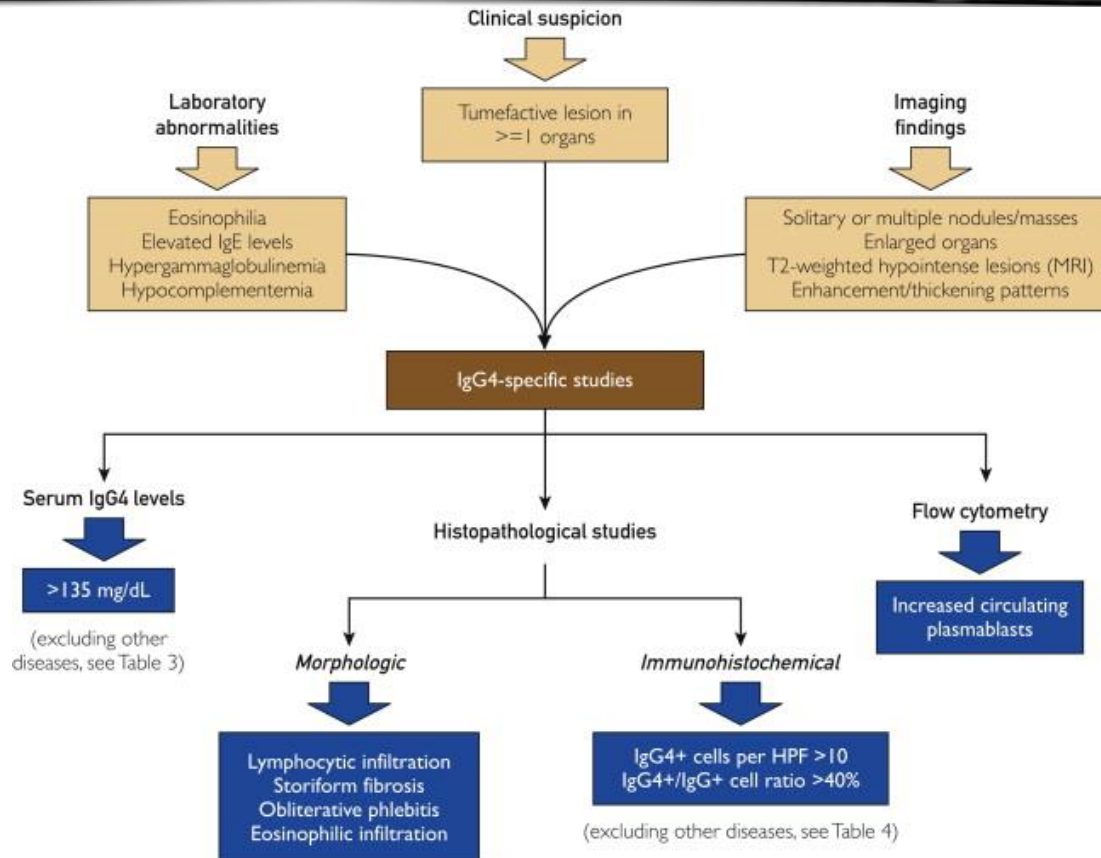 Clinical suspicion
Tumefactive lesion in
>=1 organs
Laboratory
abnormalities
Eosinophilia
Elevated IgE levels
Hypergammaglobulinemia
Hypocomplementemia
Imaging
findings
Solitary or multiple nodules/masses
Enlarged organs
T2-weighted hypointense lesions (MRI)
Enhancement/thickening patterns
IgG4-specific studies
Serum IgG4 levels
>135 mg/dL
(excluding other
diseases, see Table 3)
Histopathological studies
Morphologic
Lymphocytic infiltration
Storiform fibrosis
Obliterative phlebitis
Eosinophilic infiltration
Immunohistochemical
IgG4+ cells per HPF >10
IgG4+/IgG+ cell ratio >40%
(excluding other diseases, see Table 4)
Flow cytometry
Increased circulating
plasmablasts